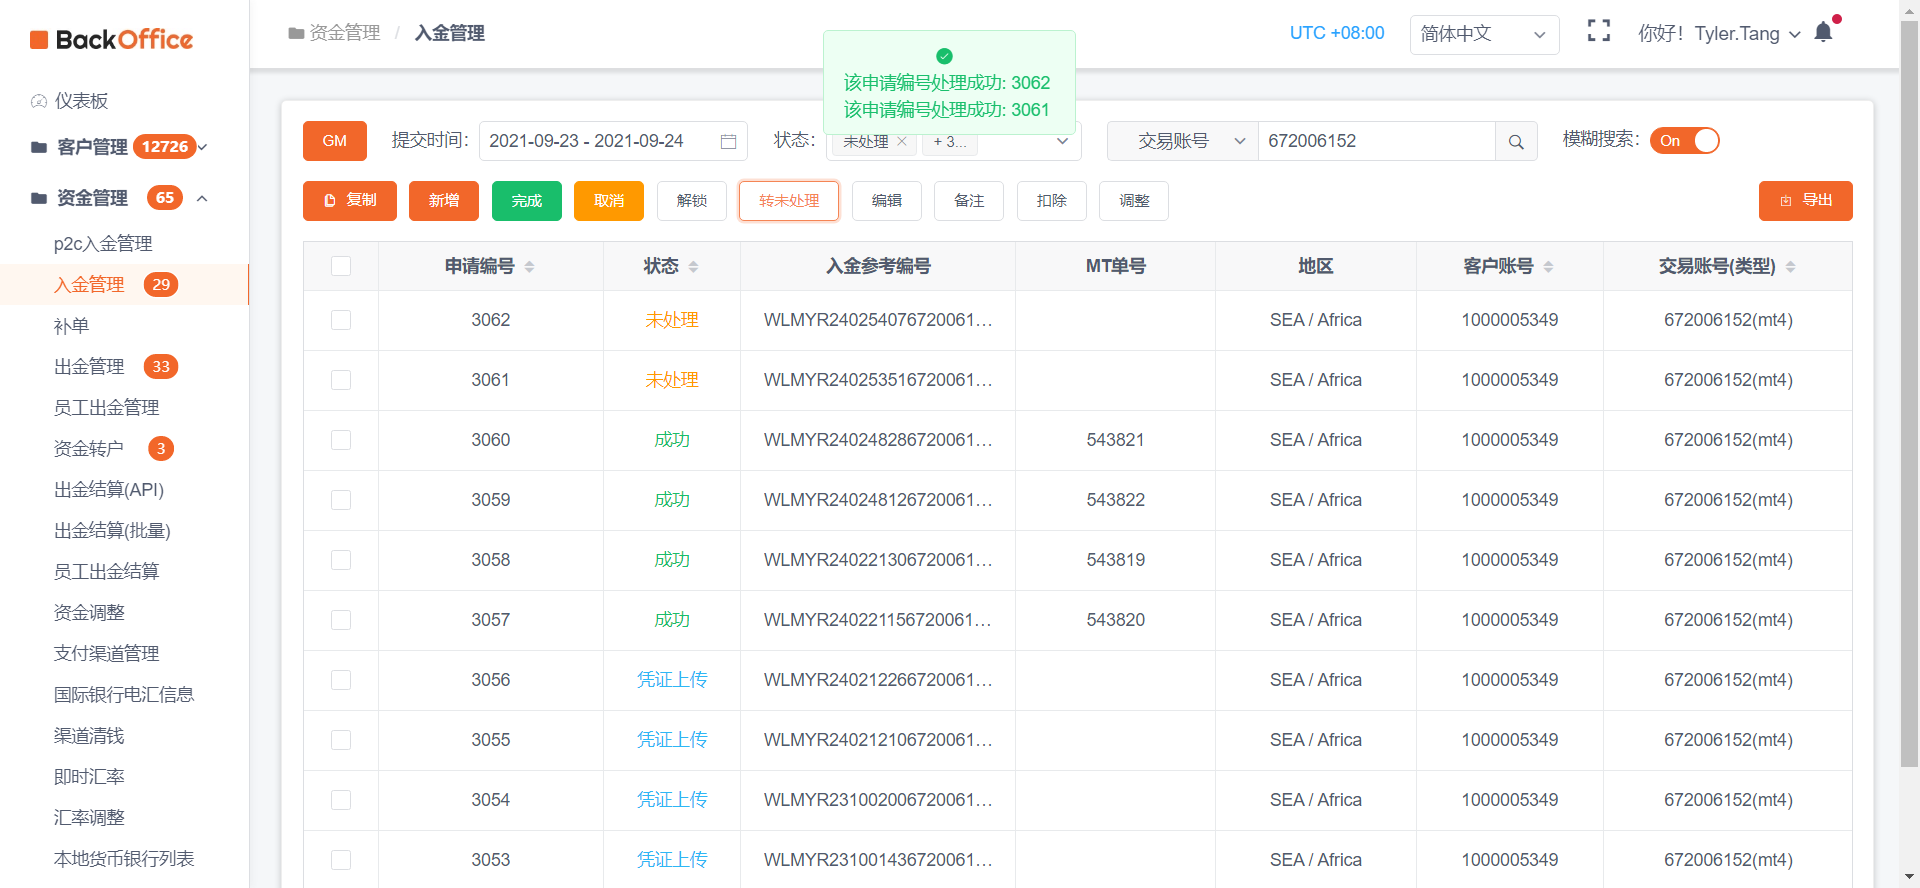 BackOffice
资金管理 / 入金管理
UTC +08:00
简体中文
你好！Tyler.Tang
该申请编号处理成功: 3062
该申请编号处理成功: 3061
仪表板
客户管理 12726
资金管理 65
p2c入金管理
入金管理 29
补单
出金管理 33
员工出金管理
资金转户 3
出金结算(API)
出金结算(批量)
员工出金结算
资金调整
支付渠道管理
国际银行电汇信息
渠道清钱
即时汇率
汇率调整
本地货币银行列表
GM 提交时间： 2021-09-23 - 2021-09-24 状态： 未处理 + 3... 交易账号 672006152 模糊搜索： On
复制 新增 完成 取消 解锁 转未处理 编辑 备注 扣除 调整 导出
申请编号 状态 入金参考编号 MT单号 地区 客户账号 交易账号(类型)
3062 未处理 WLMYR240254076720061... SEA / Africa 1000005349 672006152(mt4)
3061 未处理 WLMYR240253516720061... SEA / Africa 1000005349 672006152(mt4)
3060 成功 WLMYR240248286720061... 543821 SEA / Africa 1000005349 672006152(mt4)
3059 成功 WLMYR240248126720061... 543822 SEA / Africa 1000005349 672006152(mt4)
3058 成功 WLMYR240221306720061... 543819 SEA / Africa 1000005349 672006152(mt4)
3057 成功 WLMYR240221156720061... 543820 SEA / Africa 1000005349 672006152(mt4)
3056 凭证上传 WLMYR240212266720061... SEA / Africa 1000005349 672006152(mt4)
3055 凭证上传 WLMYR240212106720061... SEA / Africa 1000005349 672006152(mt4)
3054 凭证上传 WLMYR231002006720061... SEA / Africa 1000005349 672006152(mt4)
3053 凭证上传 WLMYR231001436720061... SEA / Africa 1000005349 672006152(mt4)